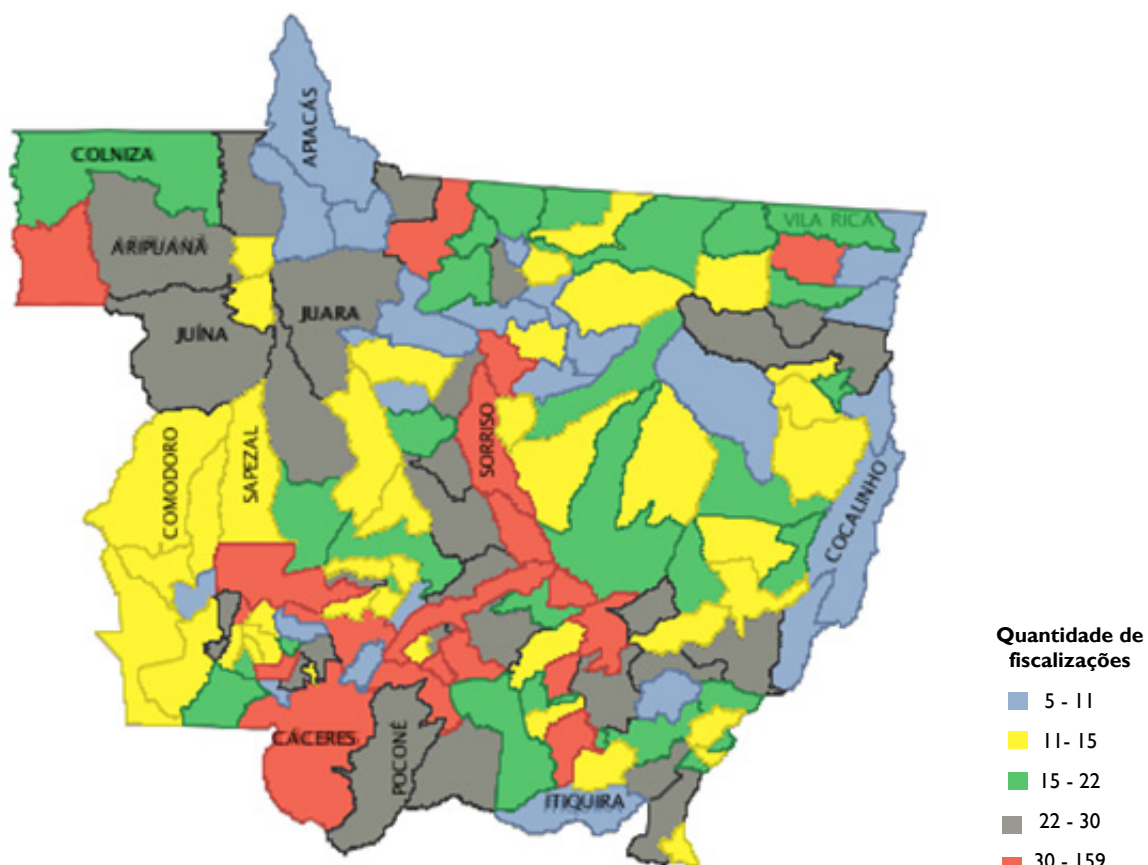 APIACÁS
COLNIZA
ARIPUANÃ
VILA RICA
JUÍNA
JUARA
COMODORO
SAPEZAL
SORRISO
COCALINHO
CÁCERES
POCONÉ
ITIQUIRA
Quantidade de
fiscalizações
5 - 11
11- 15
15 - 22
22 - 30
30 - 159